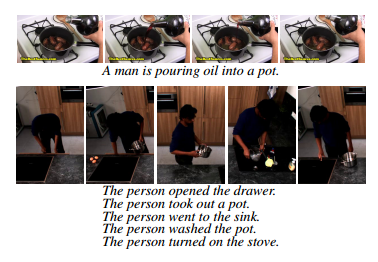 A man is pouring oil into a pot.
The person opened the drawer.
The person took out a pot.
The person went to the sink.
The person washed the pot.
The person turned on the stove.